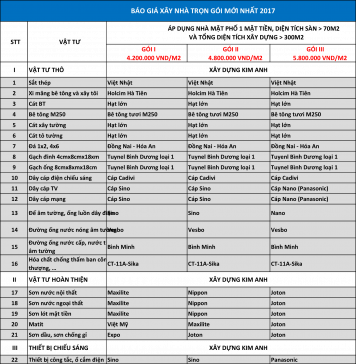 BÁO GIÁ XÂY NHÀ TRỌN GÓI MỚI NHẤT 2017
STT VẬT TƯ ÁP DỤNG NHÀ MẶT PHỐ 1 MẶT TIỀN, DIỆN TÍCH SÀN > 70M2
VÀ TỔNG DIỆN TÍCH XÂY DỰNG > 300M2
GÓI I GÓI II GÓI III
4.200.000 VND/M2 4.800.000 VND/M2 5.800.000 VND/M2
I VẬT TƯ THÔ XÂY DỰNG KIM ANH
1 Sắt thép Việt Nhật Việt Nhật Việt Nhật
2 Xi măng bê tông và xây tôi Holcim Hà Tiên Holcim Hà Tiên Holcim Hà Tiên
3 Cát BT Hạt lớn Hạt lớn Hạt lớn
4 Bê tông M250 Bê tông tươi M250 Bê tông tươi M250 Bê tông tươi M250
5 Cát xây tường Hạt lớn Hạt lớn Hạt lớn
6 Cát tô tường Hạt lớn Hạt lớn Hạt lớn
7 Đá 1x2, 4x6 Đồng Nai - Hóa An Đồng Nai - Hóa An Đồng Nai - Hóa An
8 Gạch đinh 4cmx8cmx18cm Tuynel Bình Dương loại 1 Tuynel Bình Dương loại 1 Tuynel Bình Dương loại 1
9 Gạch ống 8cmx8xmx18cm Tuynel Bình Dương loại 1 Tuynel Bình Dương loại 1 Tuynel Bình Dương loại 1
10 Dây cáp điện chiếu sáng Cáp Cadivi Cáp Cadivi Cáp Cadivi
11 Dây cáp TV Cáp Sino Cáp Sino Cáp Nano (Panasonic)
12 Dây cáp mạng Cáp Sino Cáp Sino Cáp Nano (Panasonic)
13 Đế âm tường, ống luồn dây điện Sino Sino Nano
14 Đường ống nước nóng âm tường Vesbo Vesbo Vesbo
15 Đường ống nước cấp, nước t
âm tường Bình Minh Bình Minh Bình Minh
16 Hóa chất chống thấm ban côn
thượng, ... CT-11A-Sika CT-11A-Sika CT-11A-Sika
II VẬT TƯ HOÀN THIỆN XÂY DỰNG KIM ANH
17 Sơn nước nội thất Maxilite Nippon Joton
18 Sơn nước ngoại thất Maxilite Nippon Joton
19 Sơn lót mặt tiền Maxilite Nippon Joton
20 Matit Việt Mỹ Maxilite Joton
21 Sơn dầu, sơn chống gỉ Expo Joton Joton
III THIẾT BỊ CHIẾU SÁNG XÂY DỰNG KIM ANH
22 Thiết bị công tắc, ổ cắm điện Sino Sino Panasonic